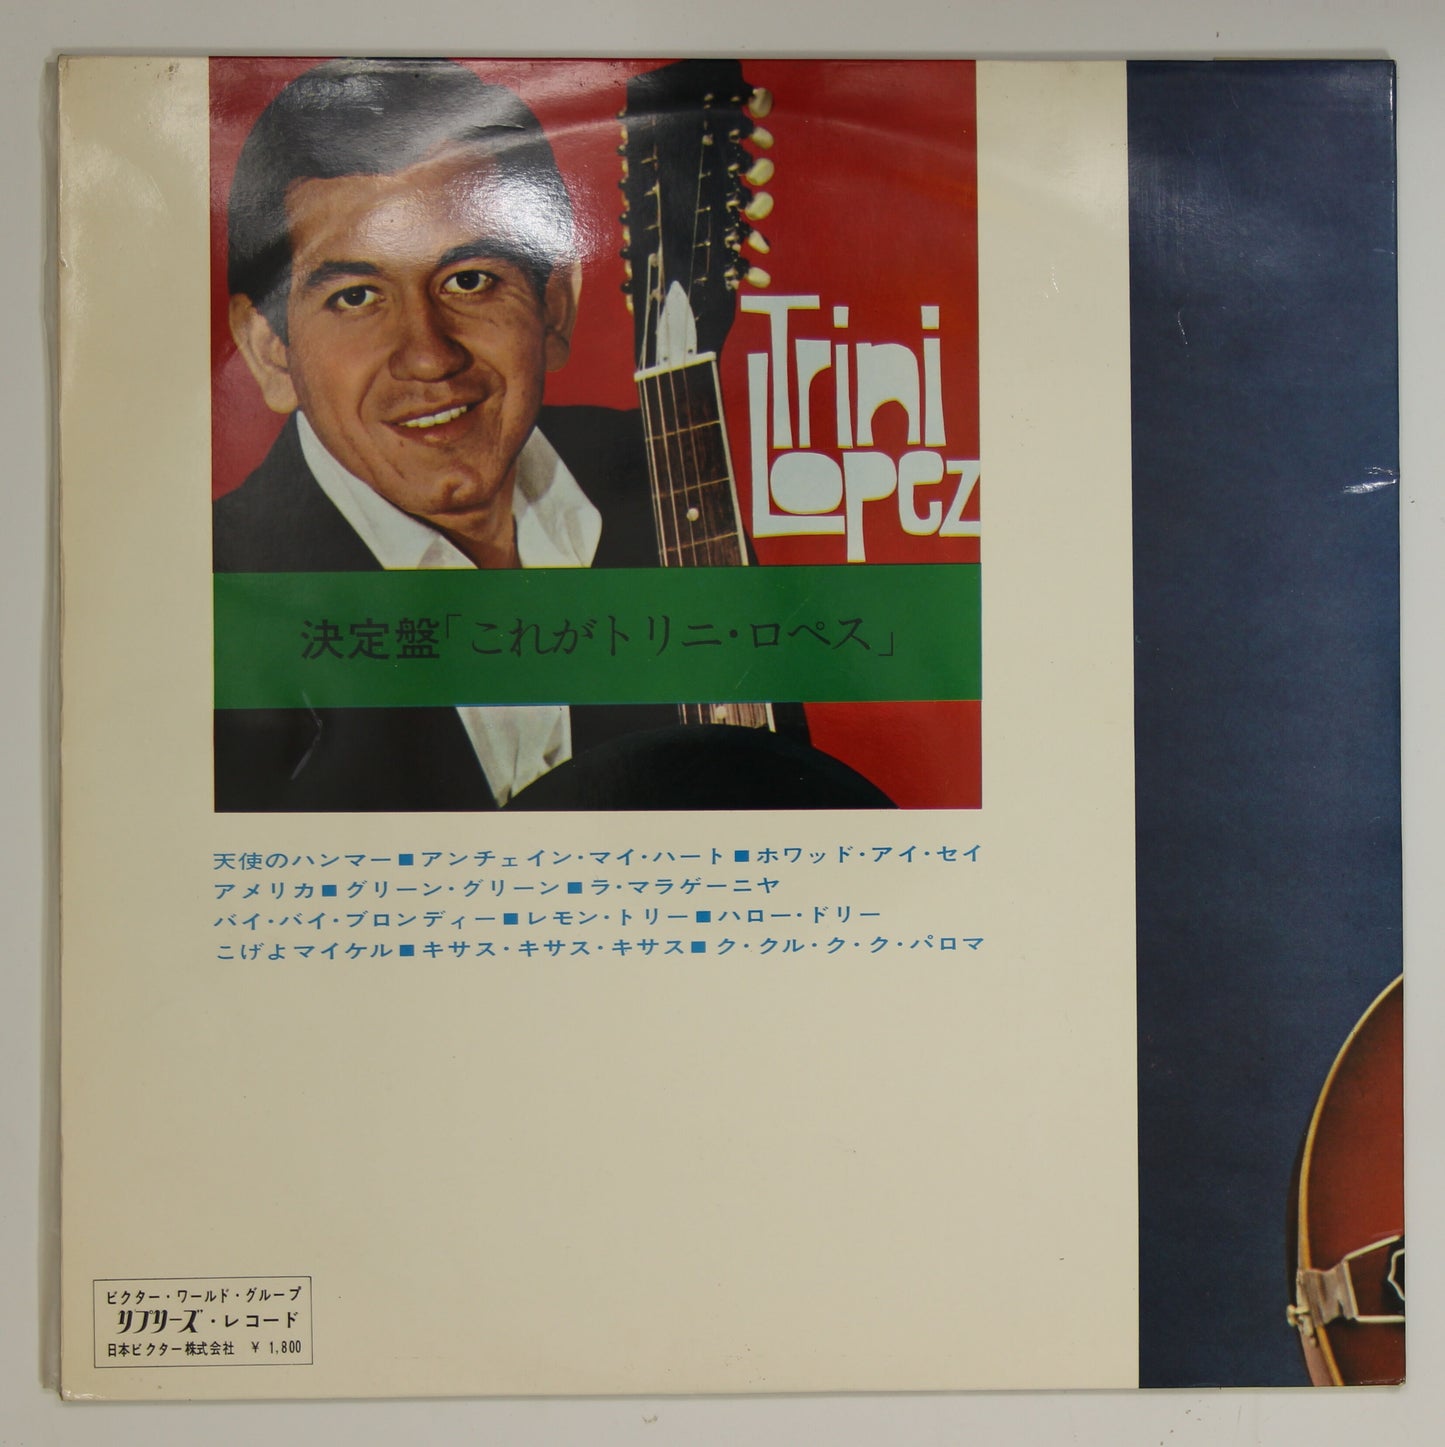 Trini
Lopez
決定盤「これがトリニ・ロペス」
天使のハンマー■アンチェイン・マイ・ハート■ホワッド・アイ・セイ
アメリカ■グリーン・グリーン■ラ・マラゲーニヤ
バイ・バイ・ブロンディー■レモン・トリー■ハロー・ドリー
こげよマイケル■キサス・キサス・キサス■ク・クル・ク・ク・パロマ
ビクター・ワールド・グループ
リプリーズ・レコード
日本ビクター株式会社 ¥ 1,800